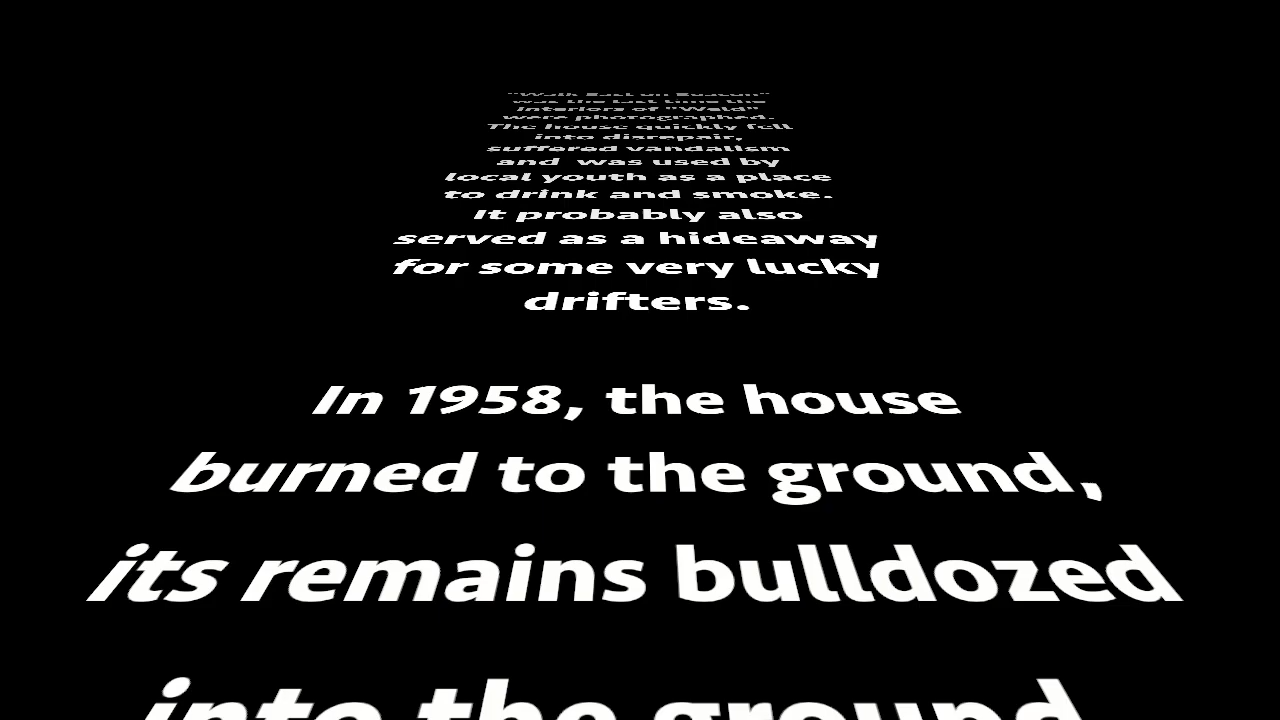 "Walk East on Beacon"
was the last time the
interiors of "Weld"
were photographed.
The house quickly fell
into disrepair,
suffered vandalism
and was used by
local youth as a place
to drink and smoke.
It probably also
served as a hideaway
for some very lucky
drifters.
In 1958, the house
burned to the ground,
its remains bulldozed
into the ground